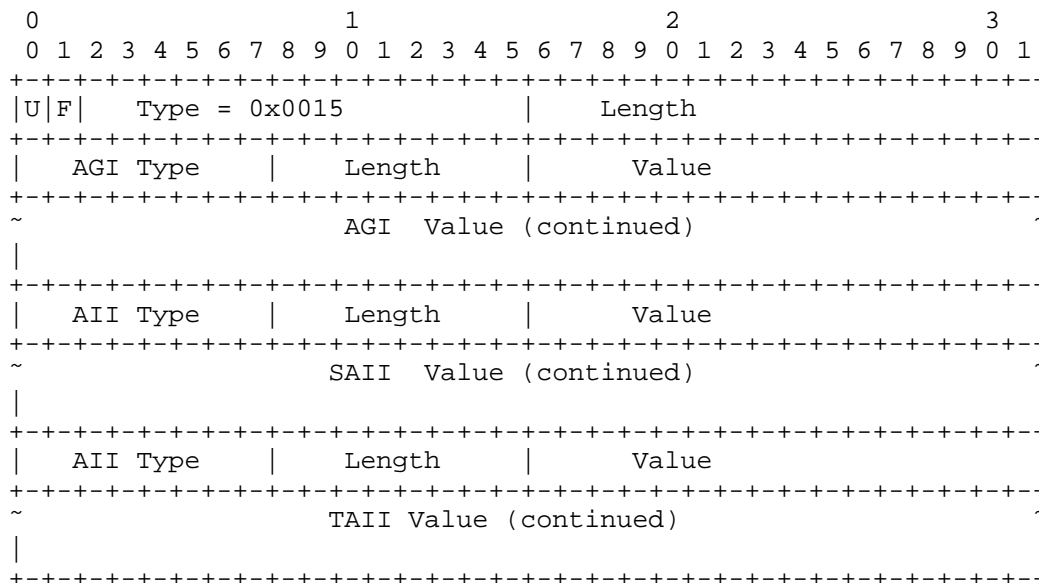 0                   1                   2                   3
 0 1 2 3 4 5 6 7 8 9 0 1 2 3 4 5 6 7 8 9 0 1 2 3 4 5 6 7 8 9 0 1
+-+-+-+-+-+-+-+-+-+-+-+-+-+-+-+-+-+-+-+-+-+-+-+-+-+-+-+-+-+-+-+--
|U|F|   Type = 0x0015           |    Length
+-+-+-+-+-+-+-+-+-+-+-+-+-+-+-+-+-+-+-+-+-+-+-+-+-+-+-+-+-+-+-+--
|   AGI Type    |    Length     |      Value
+-+-+-+-+-+-+-+-+-+-+-+-+-+-+-+-+-+-+-+-+-+-+-+-+-+-+-+-+-+-+-+--
~                    AGI  Value (continued)                     ~
|
+-+-+-+-+-+-+-+-+-+-+-+-+-+-+-+-+-+-+-+-+-+-+-+-+-+-+-+-+-+-+-+--
|   AII Type    |    Length     |      Value
+-+-+-+-+-+-+-+-+-+-+-+-+-+-+-+-+-+-+-+-+-+-+-+-+-+-+-+-+-+-+-+--
~                   SAII  Value (continued)                     ~
|
+-+-+-+-+-+-+-+-+-+-+-+-+-+-+-+-+-+-+-+-+-+-+-+-+-+-+-+-+-+-+-+--
|   AII Type    |    Length     |      Value
+-+-+-+-+-+-+-+-+-+-+-+-+-+-+-+-+-+-+-+-+-+-+-+-+-+-+-+-+-+-+-+--
~                   TAII Value (continued)                      ~
|
+-+-+-+-+-+-+-+-+-+-+-+-+-+-+-+-+-+-+-+-+-+-+-+-+-+-+-+-+-+-+-+--